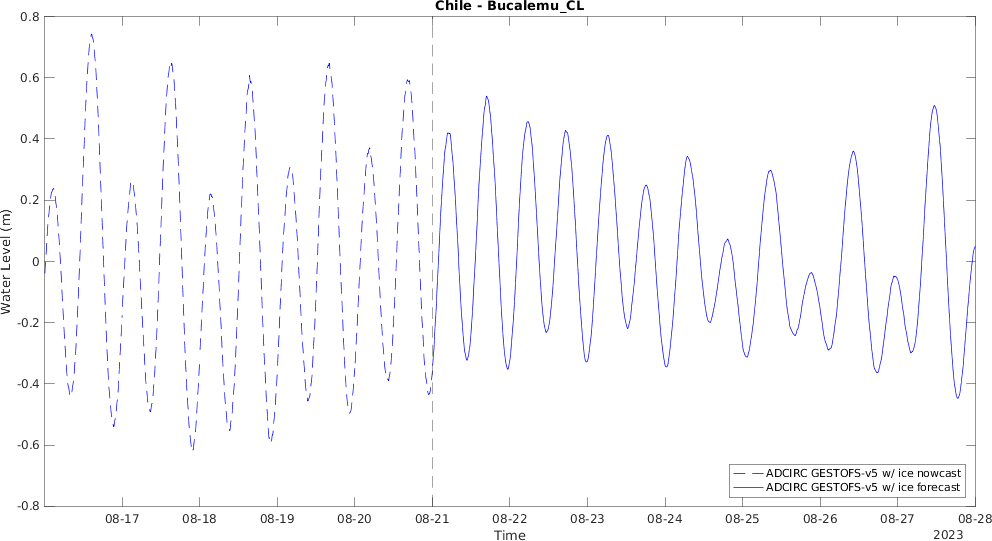 Chile - Bucalemu_CL
0.8
0.6
0.4
0.2
0
-0.2
-0.4
-0.6
-0.8
Water Level (m)
08-17 08-18 08-19 08-20 08-21 08-22 08-23 08-24 08-25 08-26 08-27 08-28
Time
2023
ADCIRC GESTOFS-v5 w/ ice nowcast
ADCIRC GESTOFS-v5 w/ ice forecast